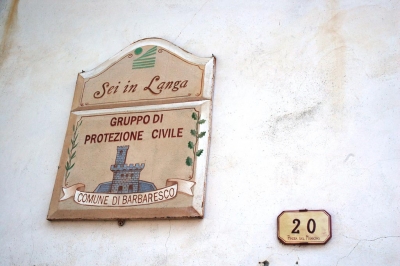 Sei in Langa
GRUPPO DI
PROTEZIONE CIVILE
COMUNE DI BARBARESCO
20